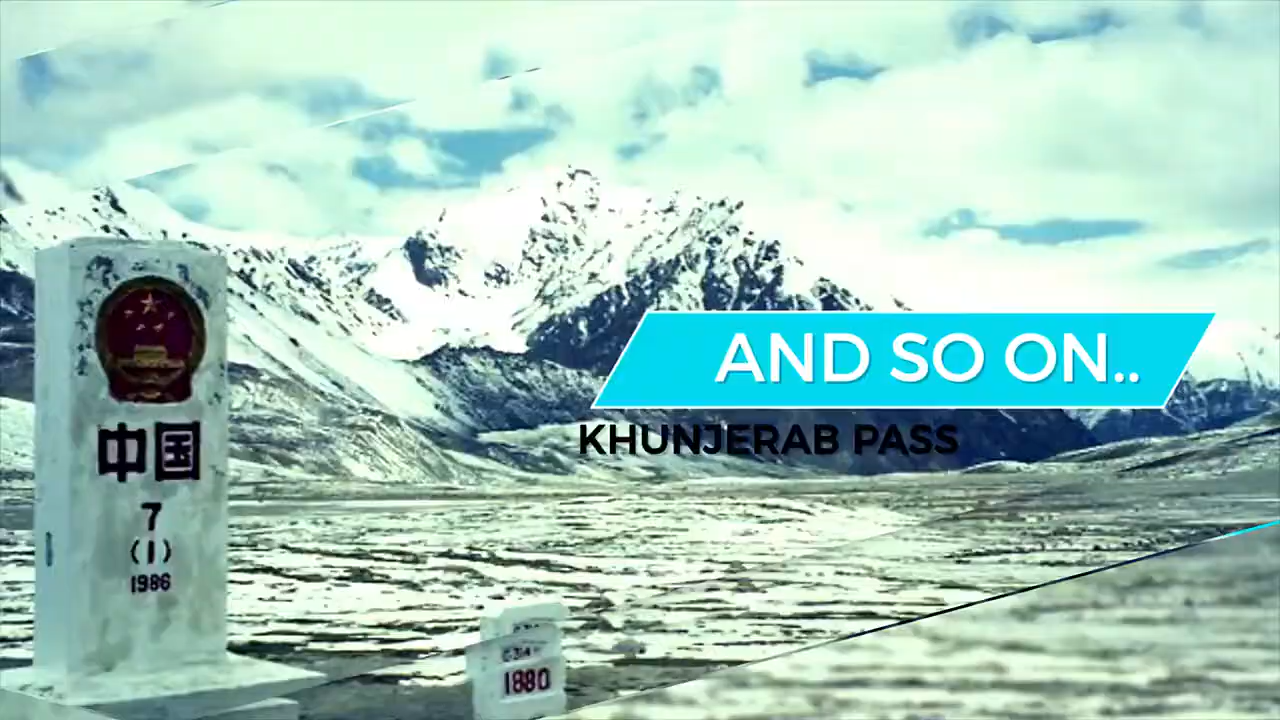 中国
7
(1)
1986
AND SO ON..
KHUNJERAB PASS
1880